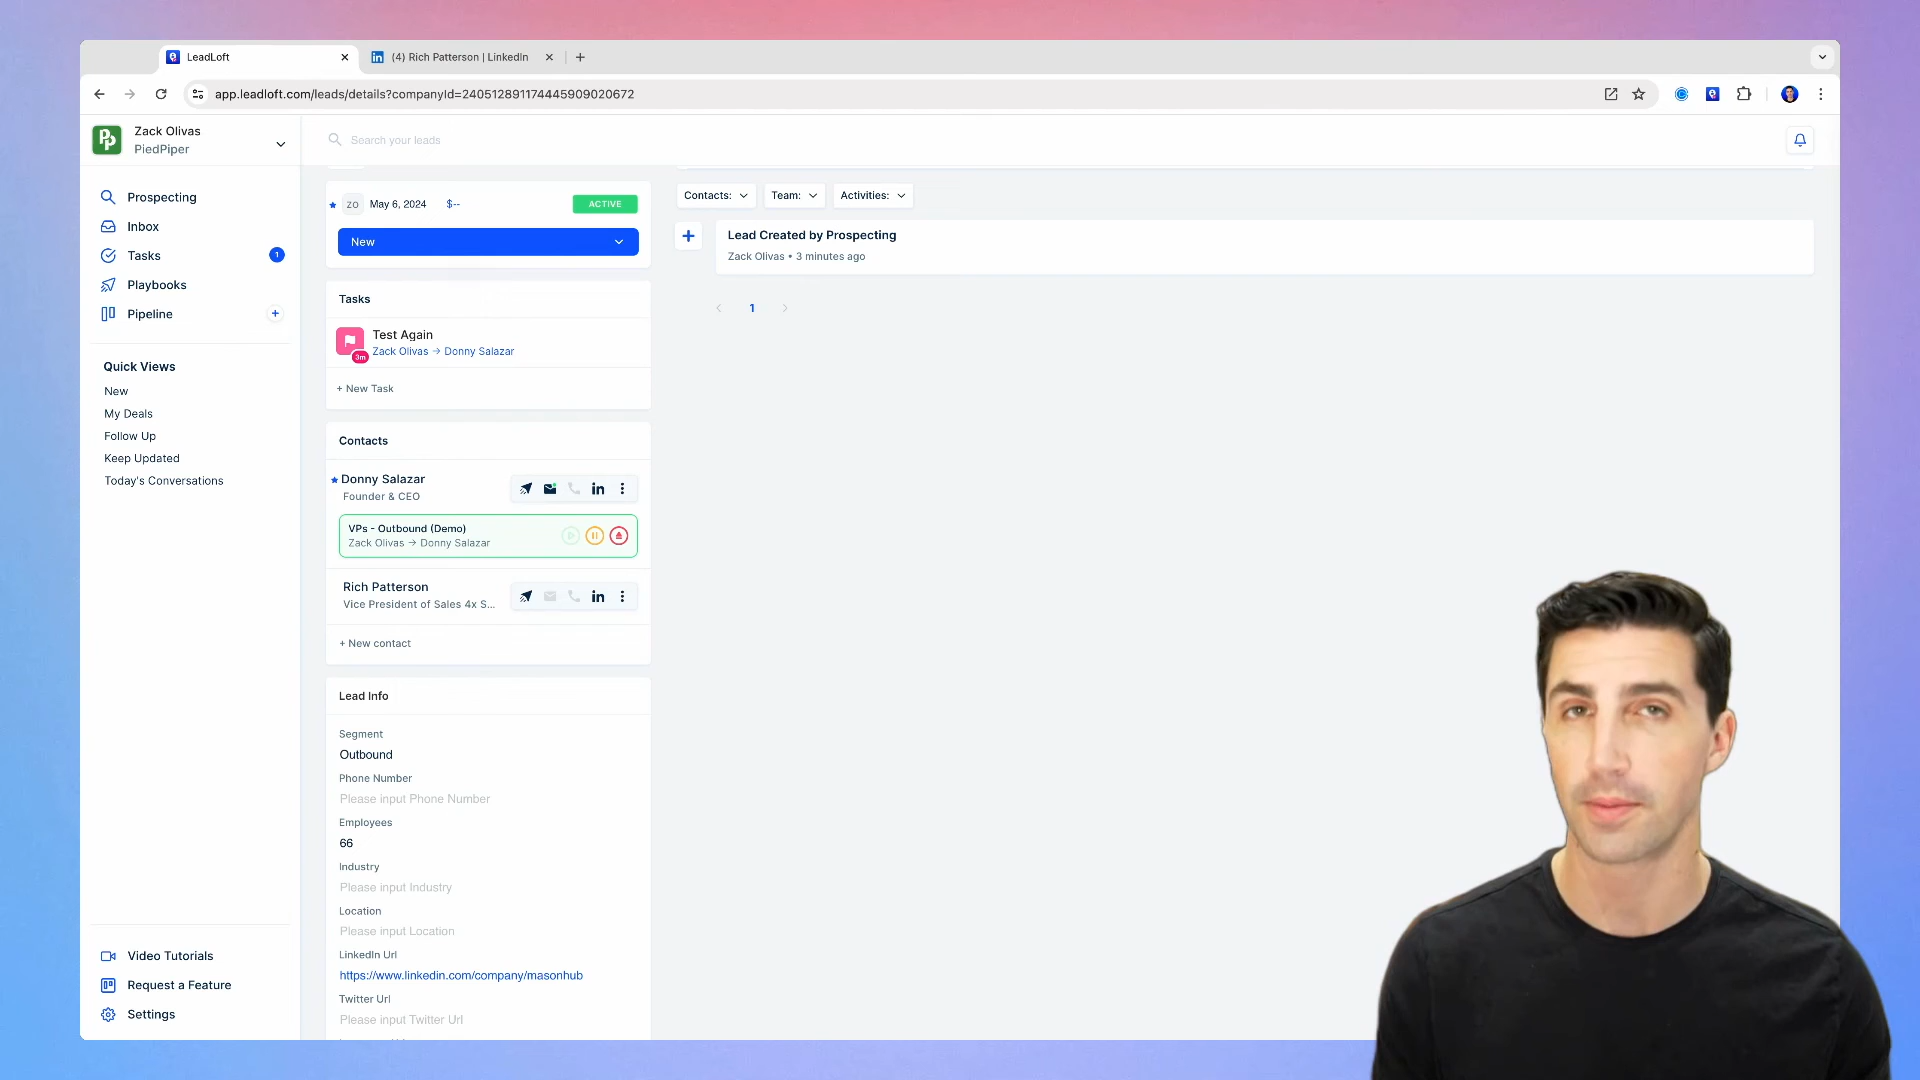 LeadLoft
(4) Rich Patterson | LinkedIn
app.leadloft.com/leads/details?companyId=240512891174445909020672
Zack Olivas
PiedPiper
Search your leads
Prospecting
Inbox
Tasks
1
Playbooks
Pipeline
Quick Views
New
My Deals
Follow Up
Keep Updated
Today's Conversations
Video Tutorials
Request a Feature
Settings
ZO
May 6, 2024
$--
ACTIVE
New
Tasks
Test Again
3m
Zack Olivas → Donny Salazar
+ New Task
Contacts
Donny Salazar
Founder & CEO
VPs - Outbound (Demo)
Zack Olivas → Donny Salazar
Rich Patterson
Vice President of Sales 4x S...
+ New contact
Lead Info
Segment
Outbound
Phone Number
Please input Phone Number
Employees
66
Industry
Please input Industry
Location
Please input Location
LinkedIn Url
https://www.linkedin.com/company/masonhub
Twitter Url
Please input Twitter Url
Contacts:
Team:
Activities:
Lead Created by Prospecting
Zack Olivas • 3 minutes ago
1